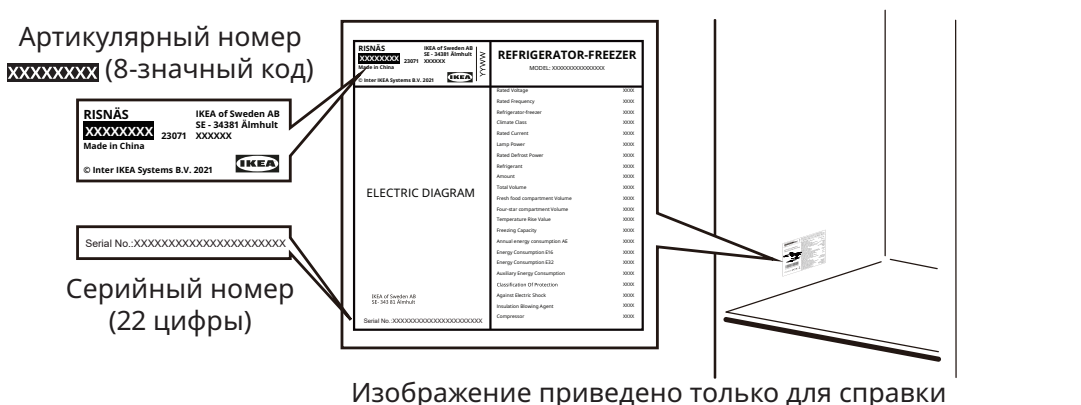 Артикулярный номер
XXXXXXXX (8-значный код)
RISNÄS
XXXXXXXX 23071
Made in China
© Inter IKEA Systems B.V. 2021
IKEA of Sweden AB
SE - 34381 Älmhult
XXXXXX
IKEA
Serial No.:XXXXXXXXXXXXXXXXXXXXXX
Серийный номер
(22 цифры)
RISNÄS
XXXXXXXX 23071
Made in China
© Inter IKEA Systems B.V. 2021
IKEA of Sweden AB
SE - 34381 Älmhult
XXXXXX
IKEA
YYWW
REFRIGERATOR-FREEZER
MODEL: XXXXXXXXXXXXXXXX
ELECTRIC DIAGRAM
IKEA of Sweden AB
SE- 343 81 Älmhult
Serial No.:XXXXXXXXXXXXXXXXXXXXXX
Rated Voltage XXXX
Rated Frequency XXXX
Refrigerator-freezer XXXX
Climate Class XXXX
Rated Current XXXX
Lamp Power XXXX
Rated Defrost Power XXXX
Refrigerant XXXX
Amount XXXX
Total Volume XXXX
Fresh food compartment Volume XXXX
Four-star compartment Volume XXXX
Temperature Rise Value XXXX
Freezing Capacity XXXX
Annual energy consumption AE XXXX
Energy Consumption E16 XXXX
Energy Consumption E32 XXXX
Auxiliary Energy Consumption XXXX
Classification Of Protection XXXX
Against Electric Shock XXXX
Insulation Blowing Agent XXXX
Compressor XXXX
Изображение приведено только для справки